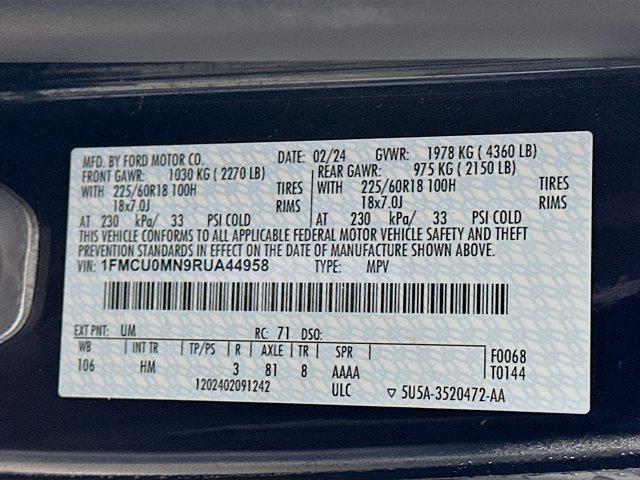 MFD. BY FORD MOTOR CO. DATE: 02/24 GVWR: 1978 KG ( 4360 LB)
FRONT GAWR: 1030 KG ( 2270 LB) REAR GAWR: 975 KG ( 2150 LB)
WITH 225/60R18 100H TIRES WITH 225/60R18 100H TIRES
18x7.0J RIMS 18x7.0J RIMS
AT 230 kPa/ 33 PSI COLD AT 230 kPa/ 33 PSI COLD
THIS VEHICLE CONFORMS TO ALL APPLICABLE FEDERAL MOTOR VEHICLE SAFETY AND THEFT
PREVENTION STANDARDS IN EFFECT ON THE DATE OF MANUFACTURE SHOWN ABOVE.
VIN: 1FMCU0MN9RUA44958 TYPE: MPV
EXT PNT: UM RC: 71 DSO:
WB INT TR TP/PS R AXLE TR SPR F0068
106 HM 3 81 8 AAAA T0144
1202402091242 ULC ▽ 5U5A-3520472-AA